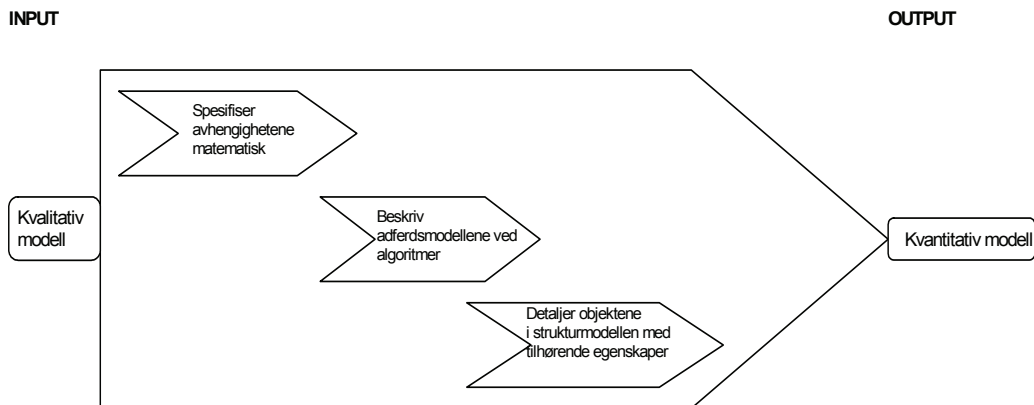 INPUT
OUTPUT
Spesifiser
avhengighetene
matematisk
Kvalitativ
modell
Beskriv
adferdsmodellene ved
algoritmer
Kvantitativ modell
Detaljer objektene
i strukturmodellen med
tilhørende egenskaper